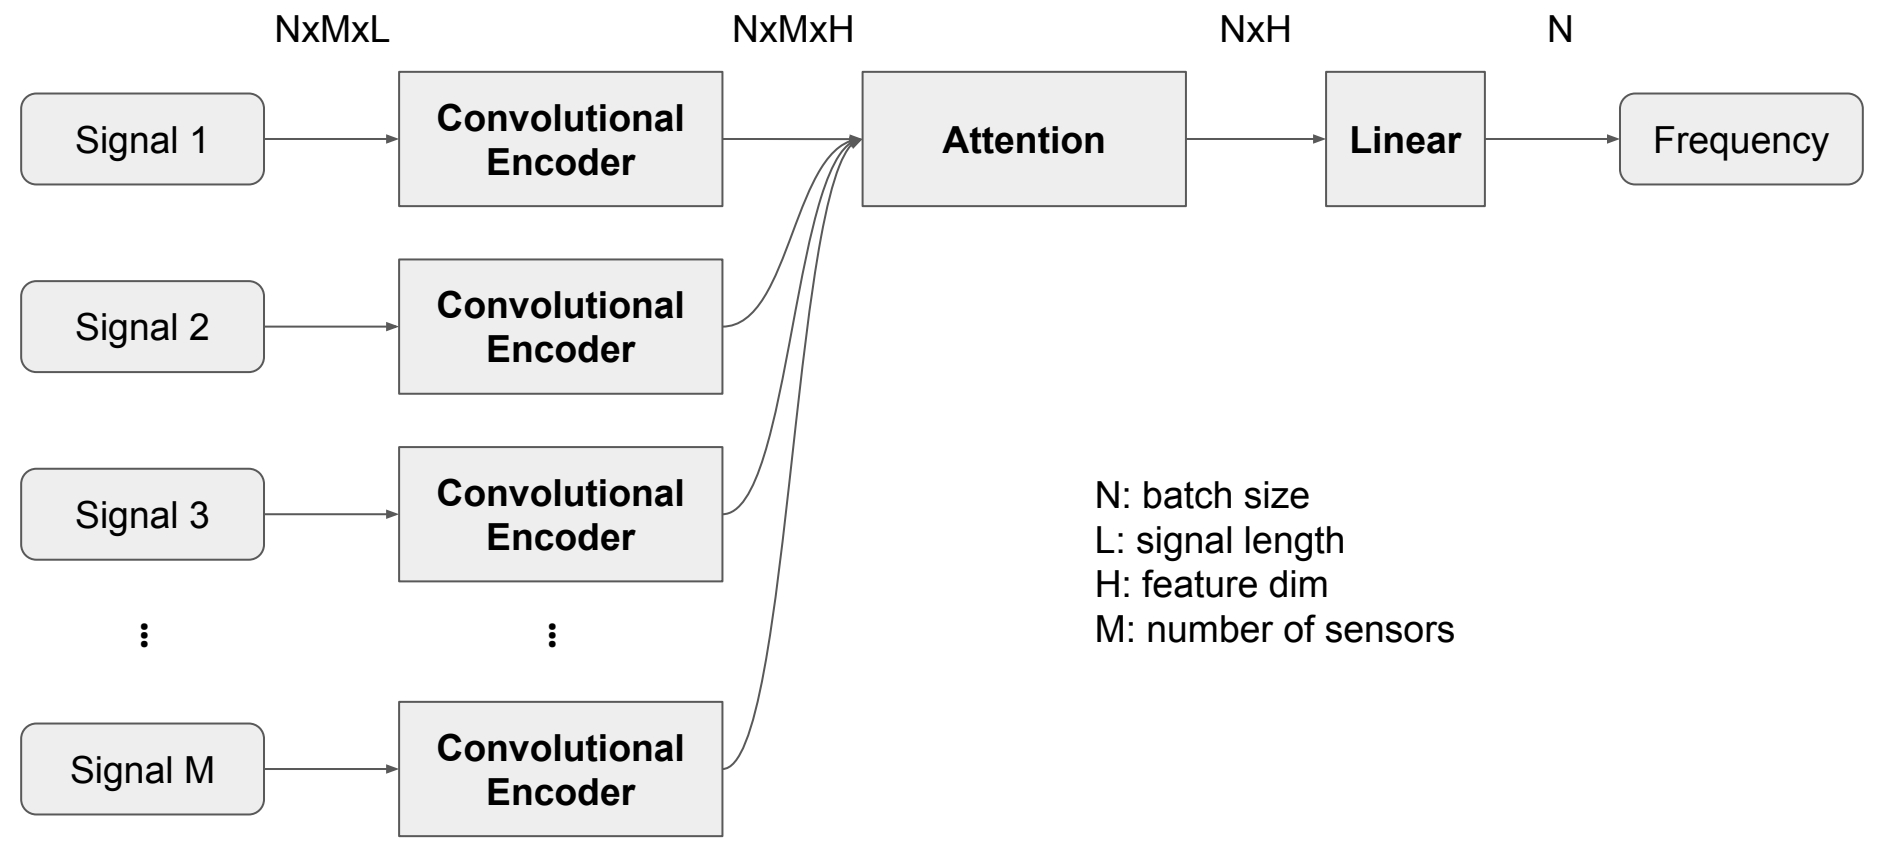 NxMxL
NxMxH
NxH
N
Signal 1
Convolutional
Encoder
Attention
Linear
Frequency
Signal 2
Convolutional
Encoder
Signal 3
Convolutional
Encoder
Signal M
Convolutional
Encoder
N: batch size
L: signal length
H: feature dim
M: number of sensors